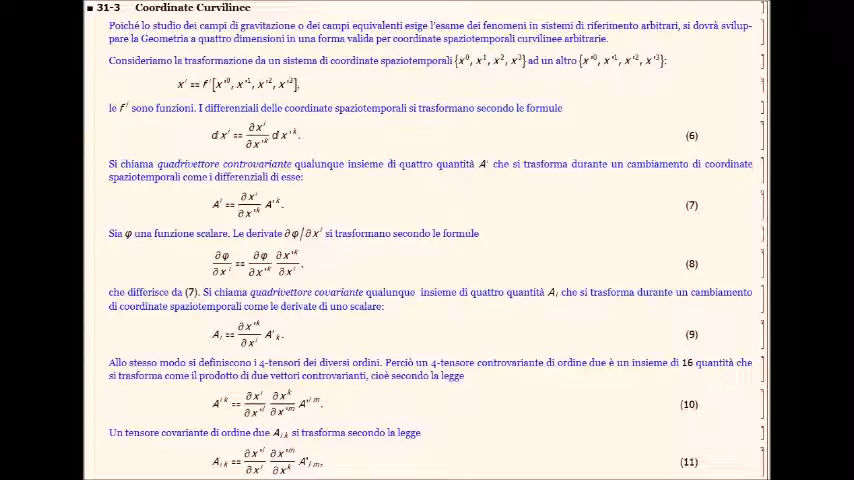 31-3 Coordinate Curvilinee
Poiché lo studio dei campi di gravitazione o dei campi equivalenti esige l'esame dei fenomeni in sistemi di riferimento arbitrari, si dovrà svilup-
pare la Geometria a quattro dimensioni in una forma valida per coordinate spaziotemporali curvilinee arbitrarie.
Consideriamo la trasformazione da un sistema di coordinate spaziotemporali {x⁰, x¹, x², x³} ad un altro {x'⁰, x'¹, x'², x'³}:
xⁱ == fⁱ[x'⁰, x'¹, x'², x'³],
le fⁱ sono funzioni. I differenziali delle coordinate spaziotemporali si trasformano secondo le formule
ⅆxⁱ == ∂xⁱ/∂x'ᵏ ⅆx'ᵏ. (6)
Si chiama quadrivettore controvariante qualunque insieme di quattro quantità Aⁱ che si trasforma durante un cambiamento di coordinate
spaziotemporali come i differenziali di esse:
Aⁱ == ∂xⁱ/∂x'ᵏ A'ᵏ. (7)
Sia φ una funzione scalare. Le derivate ∂φ/∂xⁱ si trasformano secondo le formule
∂φ/∂xⁱ == ∂φ/∂x'ᵏ ∂x'ᵏ/∂xⁱ, (8)
che differisce da (7). Si chiama quadrivettore covariante qualunque insieme di quattro quantità Aᵢ che si trasforma durante un cambiamento
di coordinate spaziotemporali come le derivate di uno scalare:
Aᵢ == ∂x'ᵏ/∂xⁱ A'ₖ. (9)
Allo stesso modo si definiscono i 4-tensori dei diversi ordini. Perciò un 4-tensore controvariante di ordine due è un insieme di 16 quantità che
si trasforma come il prodotto di due vettori controvarianti, cioè secondo la legge
Aⁱᵏ == ∂xⁱ/∂x'ˡ ∂xᵏ/∂x'ᵐ A'ˡᵐ. (10)
Un tensore covariante di ordine due Aᵢₖ si trasforma secondo la legge
Aᵢₖ == ∂x'ˡ/∂xⁱ ∂x'ᵐ/∂xᵏ A'ₗₘ, (11)